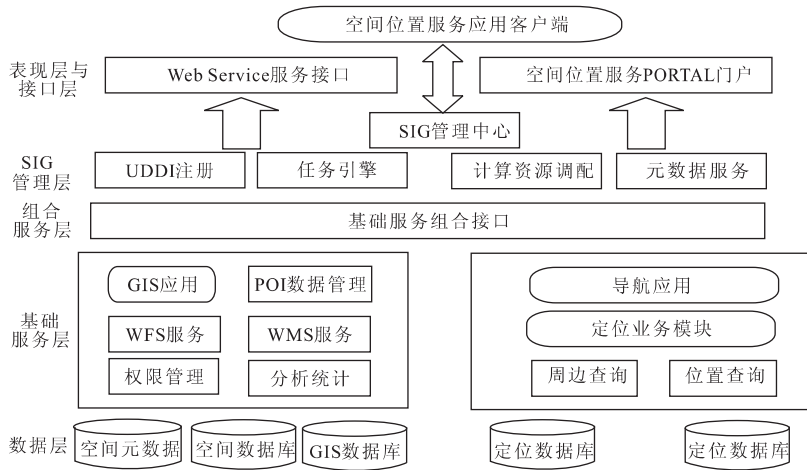 空间位置服务应用客户端
表现层与
接口层
Web Service服务接口
空间位置服务PORTAL门户
SIG管理中心
SIG
管理层
UDDI注册
任务引擎
计算资源调配
元数据服务
组合
服务层
基础服务组合接口
基础
服务层
GIS应用
POI数据管理
WFS服务
WMS服务
权限管理
分析统计
导航应用
定位业务模块
周边查询
位置查询
数据层
空间元数据
空间数据库
GIS数据库
定位数据库
定位数据库